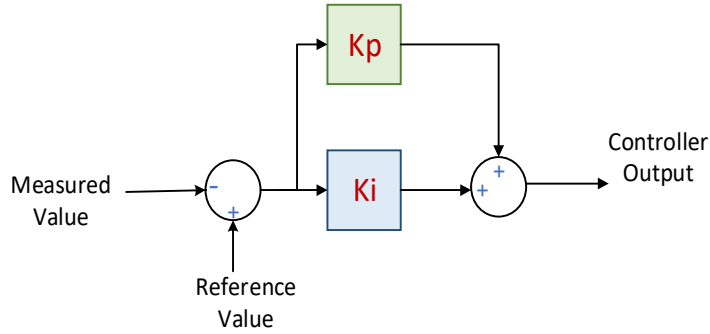 Kp
Controller
Output
Measured
Value
-
+
Ki
+
+
Reference
Value